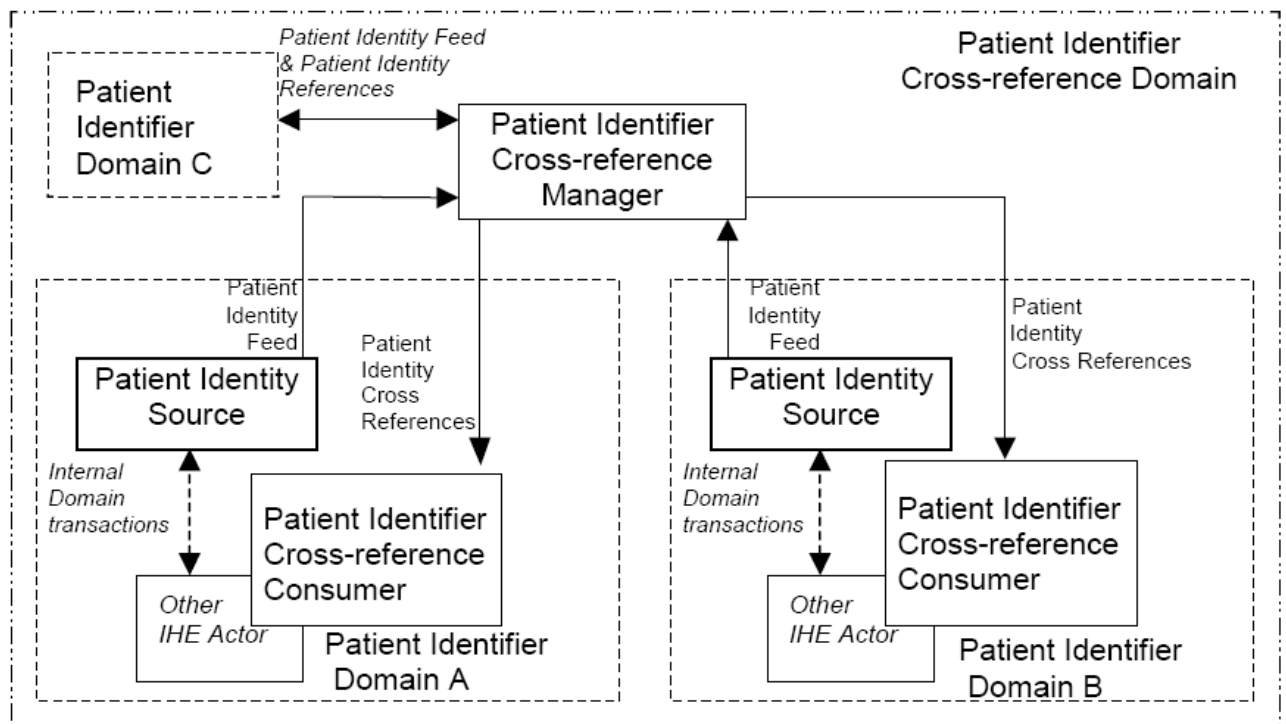 Patient Identity Feed
& Patient Identity
References
Patient Identifier
Cross-reference Domain
Patient
Identifier
Domain C
Patient Identifier
Cross-reference
Manager
Patient
Identity
Feed
Patient
Identity
Cross
References
Patient Identity
Source
Internal
Domain
transactions
Patient Identifier
Cross-reference
Consumer
Other
IHE Actor
Patient Identifier
Domain A
Patient
Identity
Feed
Patient
Identity
Cross References
Patient Identity
Source
Internal
Domain
transactions
Patient Identifier
Cross-reference
Consumer
Other
IHE Actor
Patient Identifier
Domain B